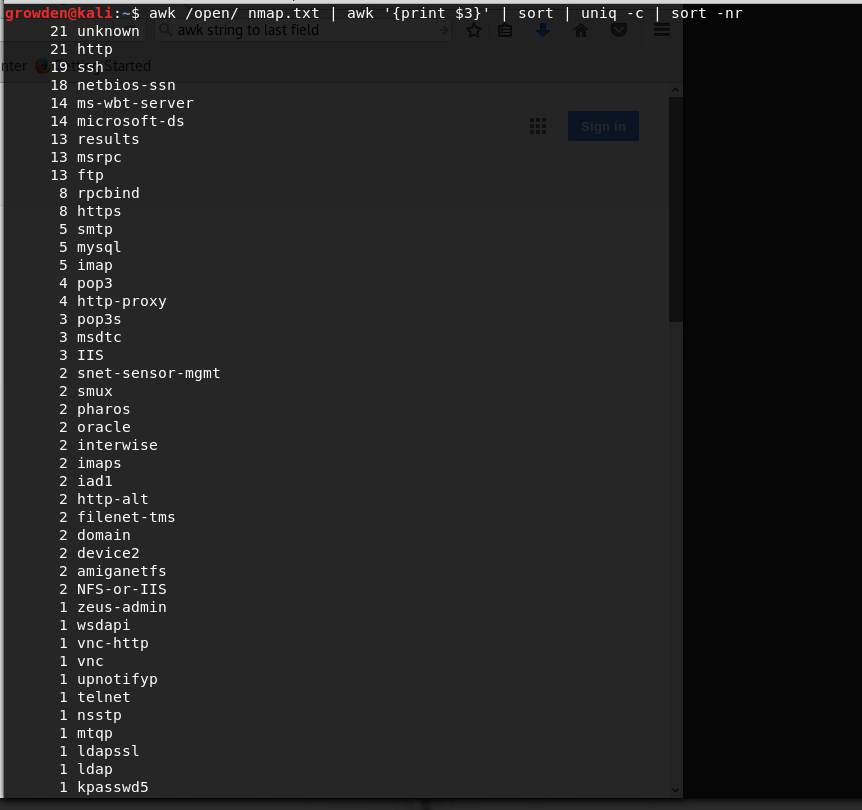 growden@kali:~$ awk /open/ nmap.txt | awk '{print $3}' | sort | uniq -c | sort -nr
21 unknown
awk string to last field
21 http
19 ssh
nter
Started
18 netbios-ssn
14 ms-wbt-server
14 microsoft-ds
Sign in
13 results
13 msrpc
13 ftp
8 rpcbind
8 https
5 smtp
5 mysql
5 imap
4 pop3
4 http-proxy
3 pop3s
3 msdtc
3 IIS
2 snet-sensor-mgmt
2 smux
2 pharos
2 oracle
2 interwise
2 imaps
2 iad1
2 http-alt
2 filenet-tms
2 domain
2 device2
2 amiganetfs
2 NFS-or-IIS
1 zeus-admin
1 wsdapi
1 vnc-http
1 vnc
1 upnotifyp
1 telnet
1 nsstp
1 mtqp
1 ldapssl
1 ldap
1 kpasswd5